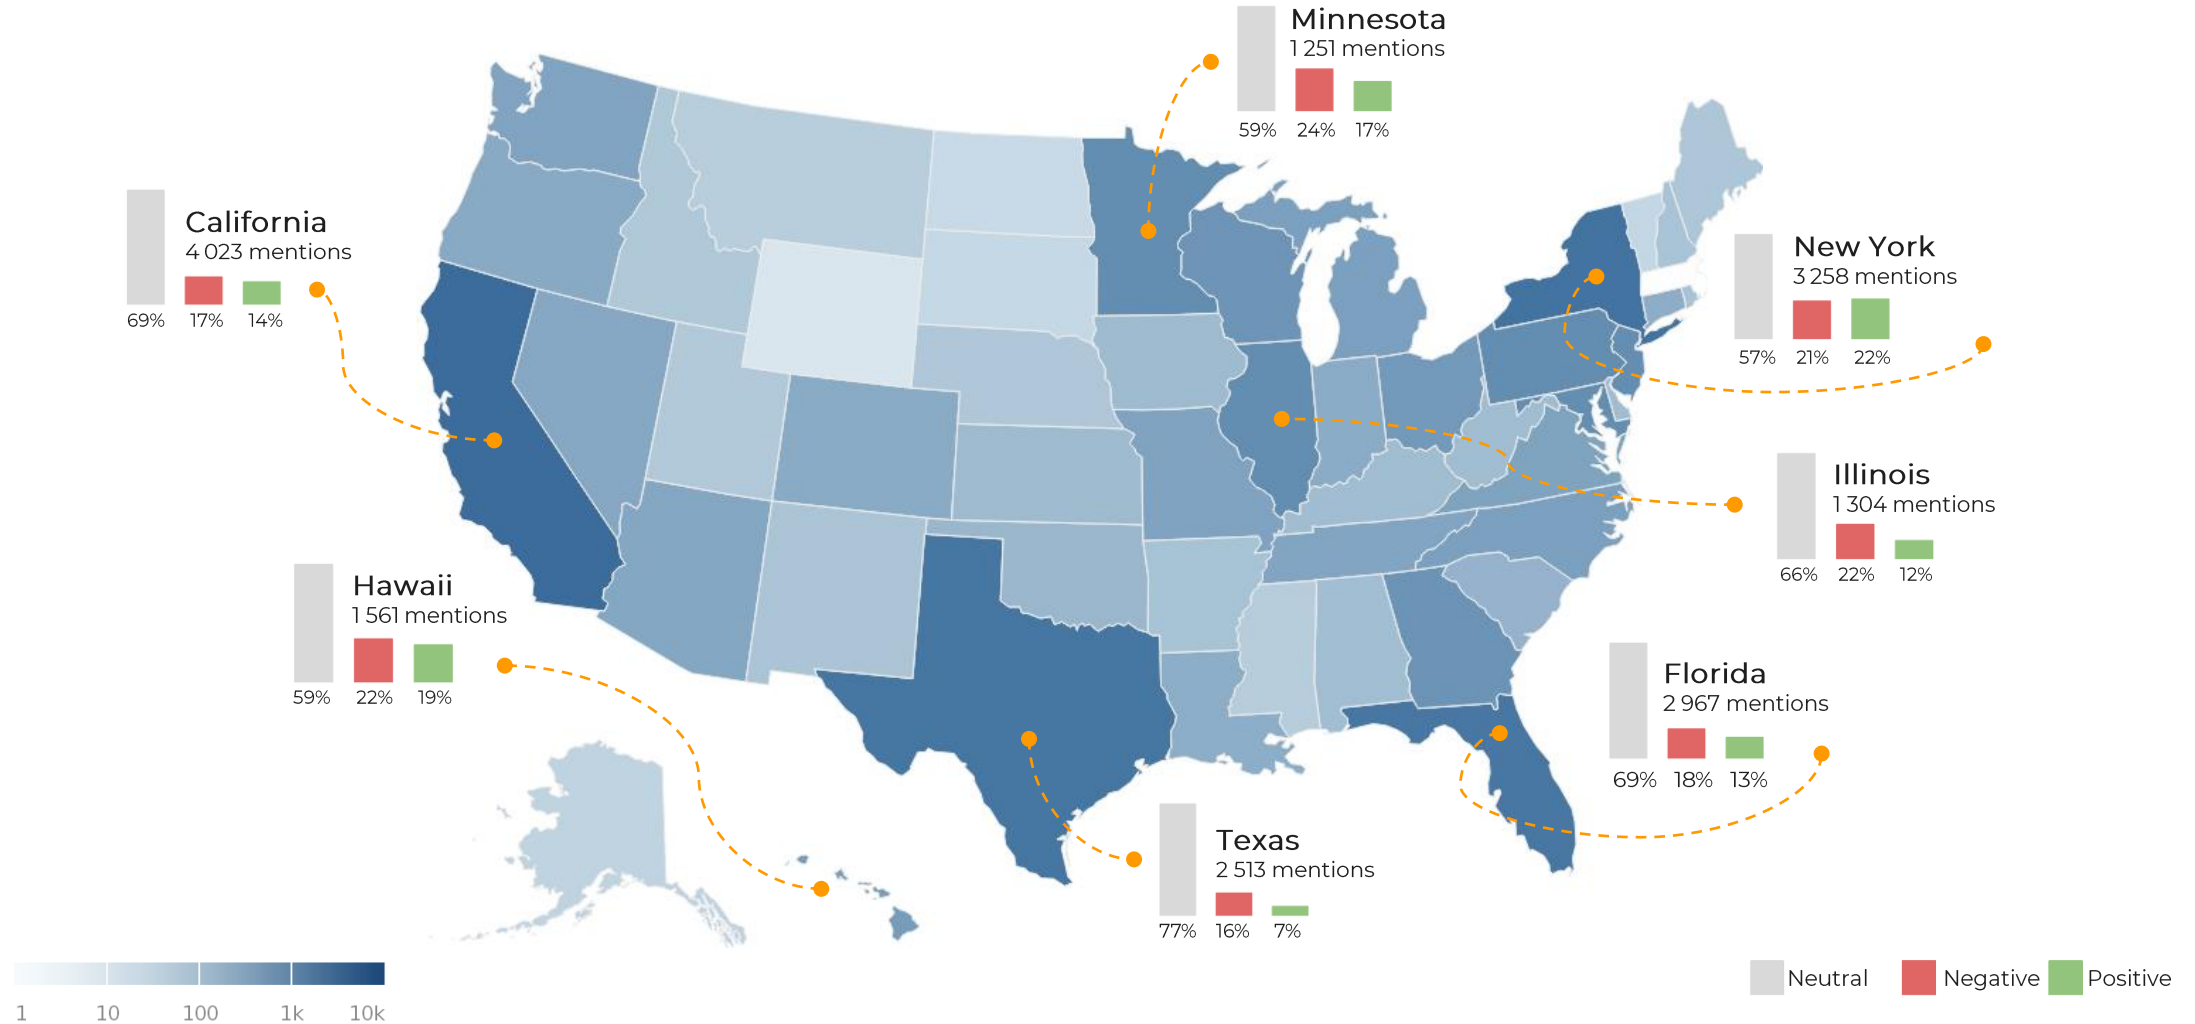 Minnesota
1 251 mentions
59% 24% 17%
California
4 023 mentions
69% 17% 14%
New York
3 258 mentions
57% 21% 22%
Illinois
1 304 mentions
66% 22% 12%
Hawaii
1 561 mentions
59% 22% 19%
Florida
2 967 mentions
69% 18% 13%
Texas
2 513 mentions
77% 16% 7%
1 10 100 1k 10k
Neutral Negative Positive